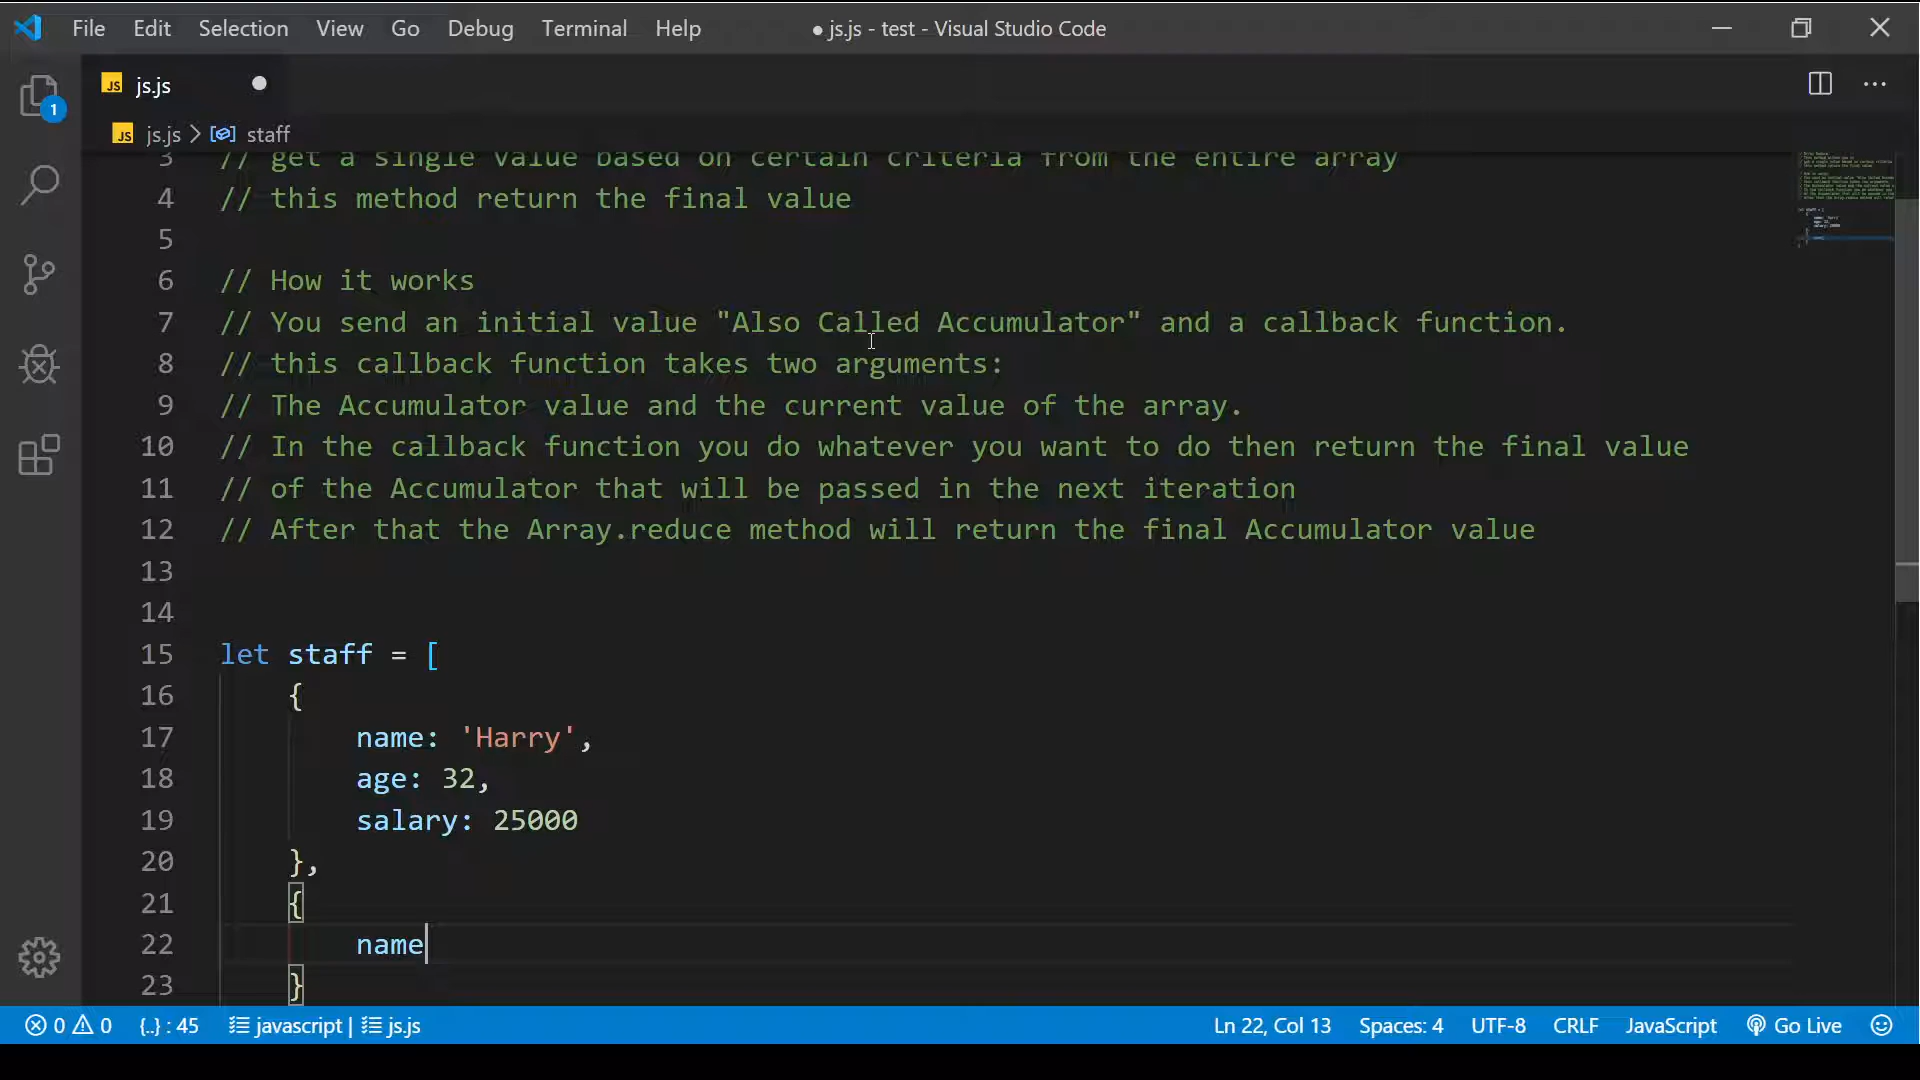 File Edit Selection View Go Debug Terminal Help ● js.js - test - Visual Studio Code
JS js.js
1
JS js.js > staff
3 // get a single value based on certain criteria from the entire array
4 // this method return the final value
5
6 // How it works
7 // You send an initial value "Also Called Accumulator" and a callback function.
8 // this callback function takes two arguments:
9 // The Accumulator value and the current value of the array.
10 // In the callback function you do whatever you want to do then return the final value
11 // of the Accumulator that will be passed in the next iteration
12 // After that the Array.reduce method will return the final Accumulator value
13
14
15 let staff = [
16 {
17 name: 'Harry',
18 age: 32,
19 salary: 25000
20 },
21 {
22 name
23 }
0 0 {..} : 45 javascript | js.js Ln 22, Col 13 Spaces: 4 UTF-8 CRLF JavaScript Go Live